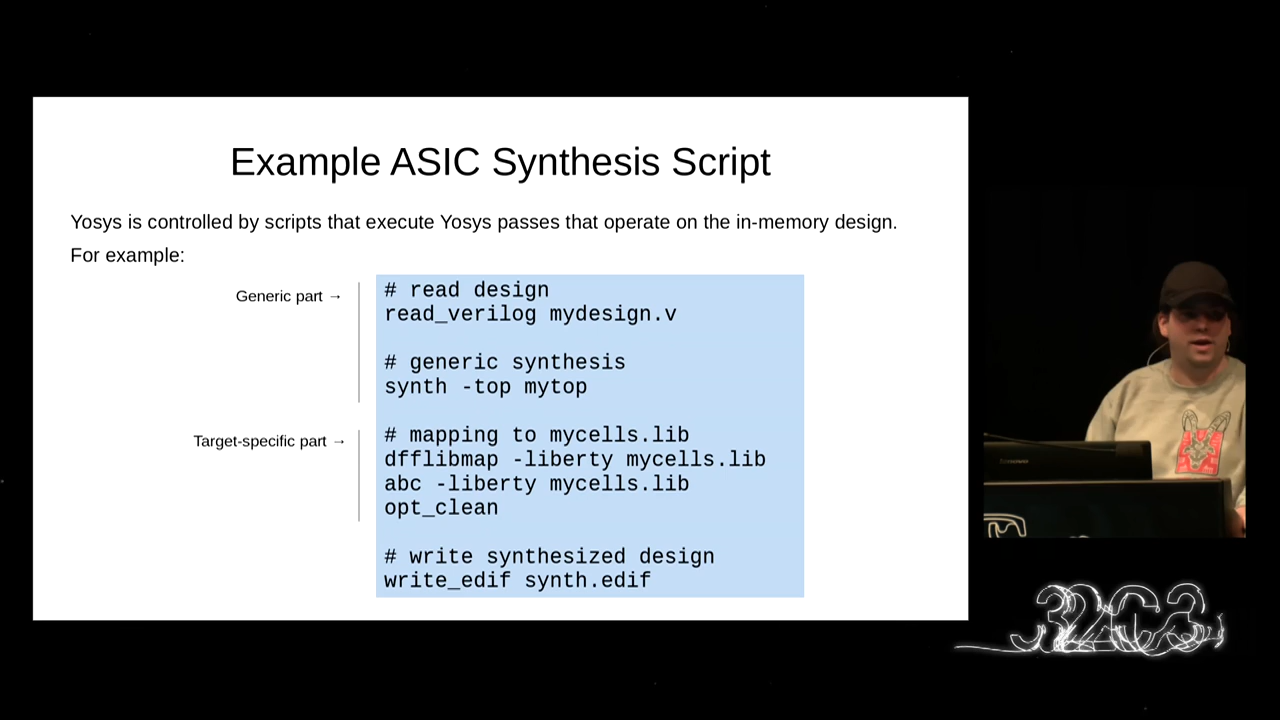 Example ASIC Synthesis Script
Yosys is controlled by scripts that execute Yosys passes that operate on the in-memory design.
For example:
Generic part →
# read design
read_verilog mydesign.v
# generic synthesis
synth -top mytop
Target-specific part →
# mapping to mycells.lib
dfflibmap -liberty mycells.lib
abc -liberty mycells.lib
opt_clean
# write synthesized design
write_edif synth.edif
lenovo
32C3